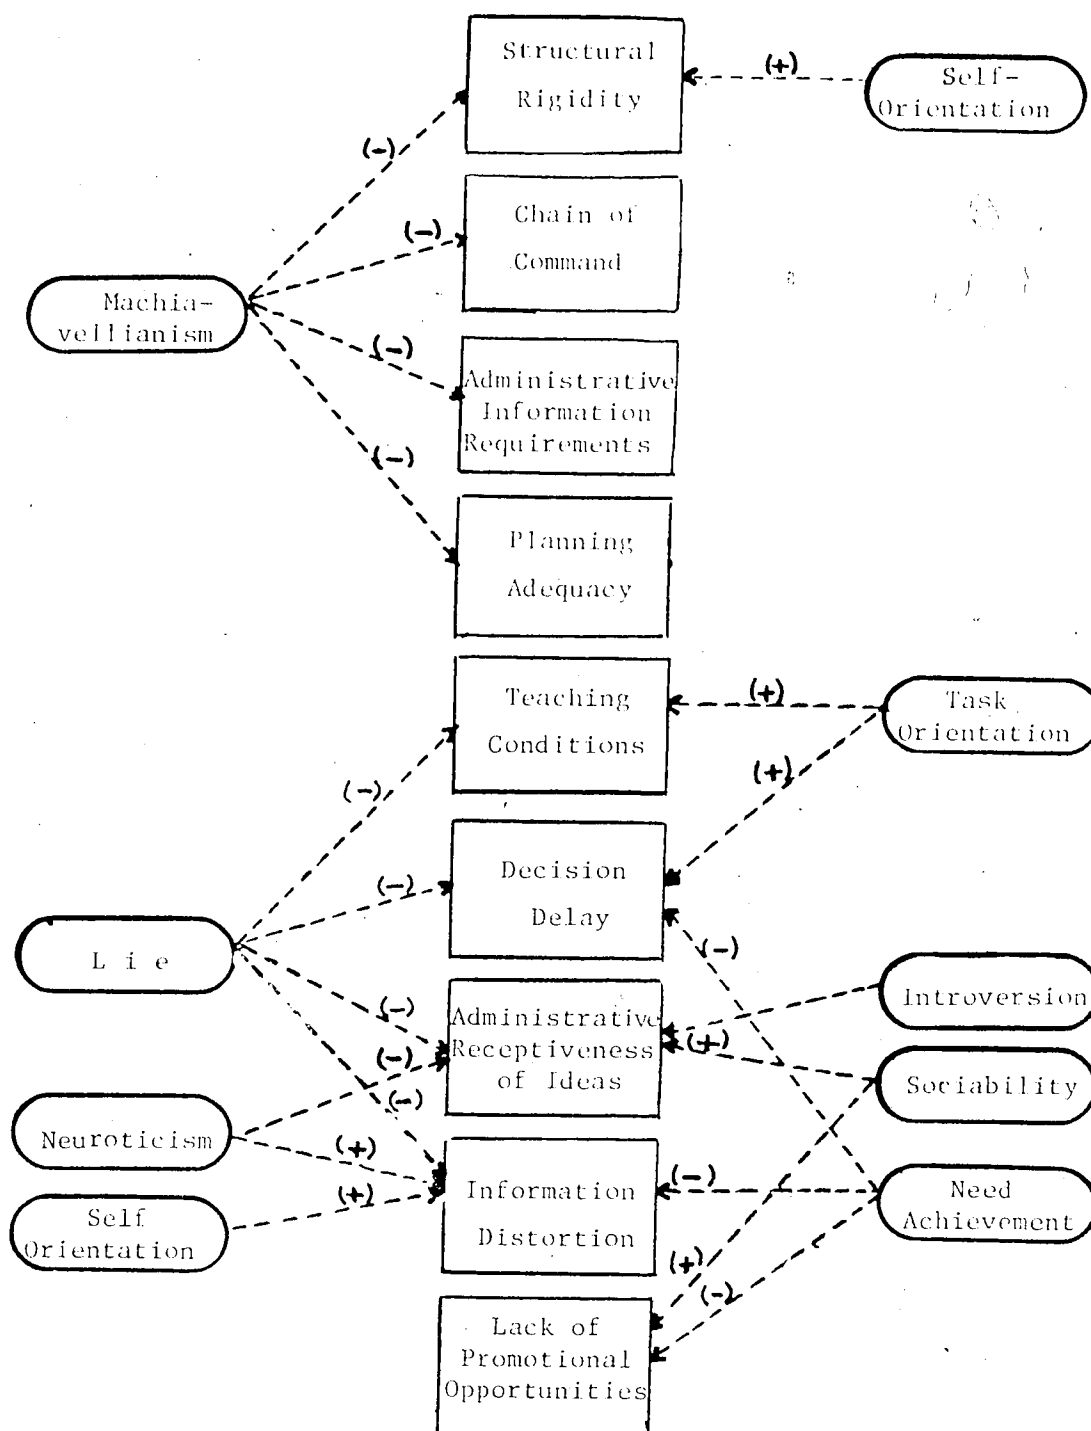 Structural
Rigidity
(+)
Self-
Orientation
(-)
Chain of
Command
(-)
Machia-
vellianism
Administrative
Information
Requirements
(-)
(-)
Planning
Adequacy
Teaching
Conditions
(+)
Task
Orientation
(+)
(-)
Decision
Delay
(-)
(-)
L i e
Introversion
Administrative
Receptiveness
of Ideas
(-)
(-)
(+)
Sociability
(-)
Neuroticism
(+)
(+)
Self
Orientation
Information
Distortion
(-)
Need
Achievement
(+)
(-)
Lack of
Promotional
Opportunities